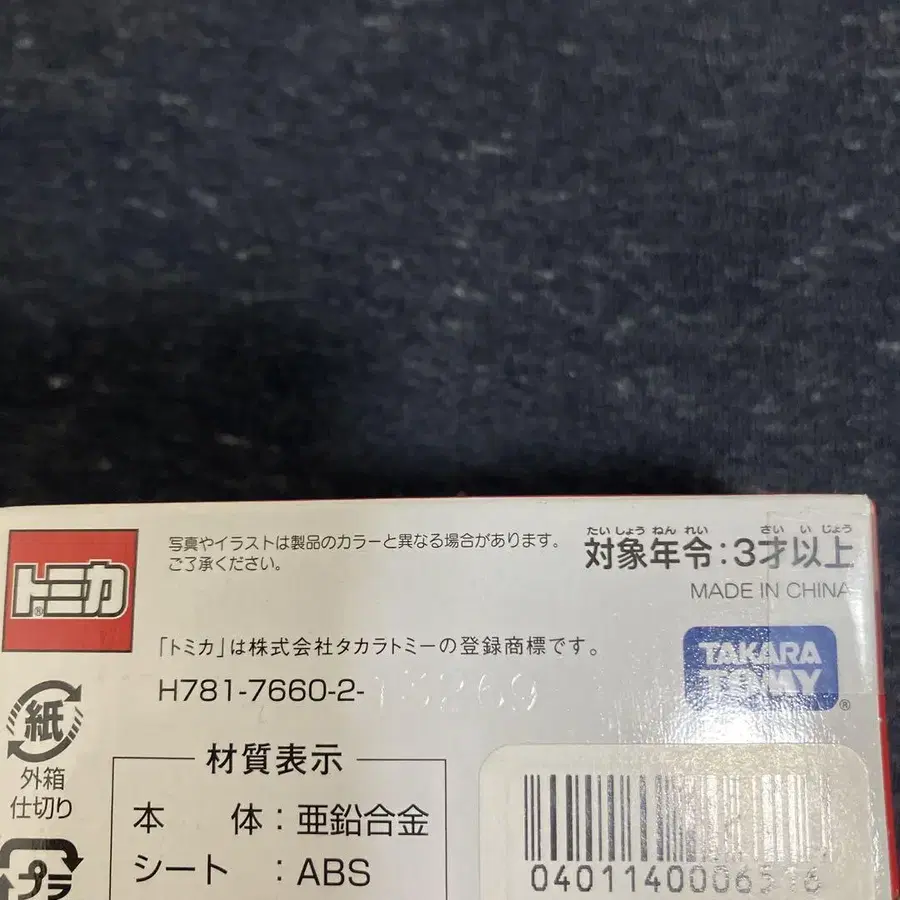 トミカ
写真やイラストは製品のカラーと異なる場合があります。
ご了承ください。
たいしょう ねん れい さい い じょう
対象年令:3才以上
MADE IN CHINA
「トミカ」は株式会社タカラトミーの登録商標です。
TAKARA
TOMY
H781-7660-2-
紙
外箱
仕切り
プラ
材質表示
本 体 : 亜鉛合金
シート : ABS